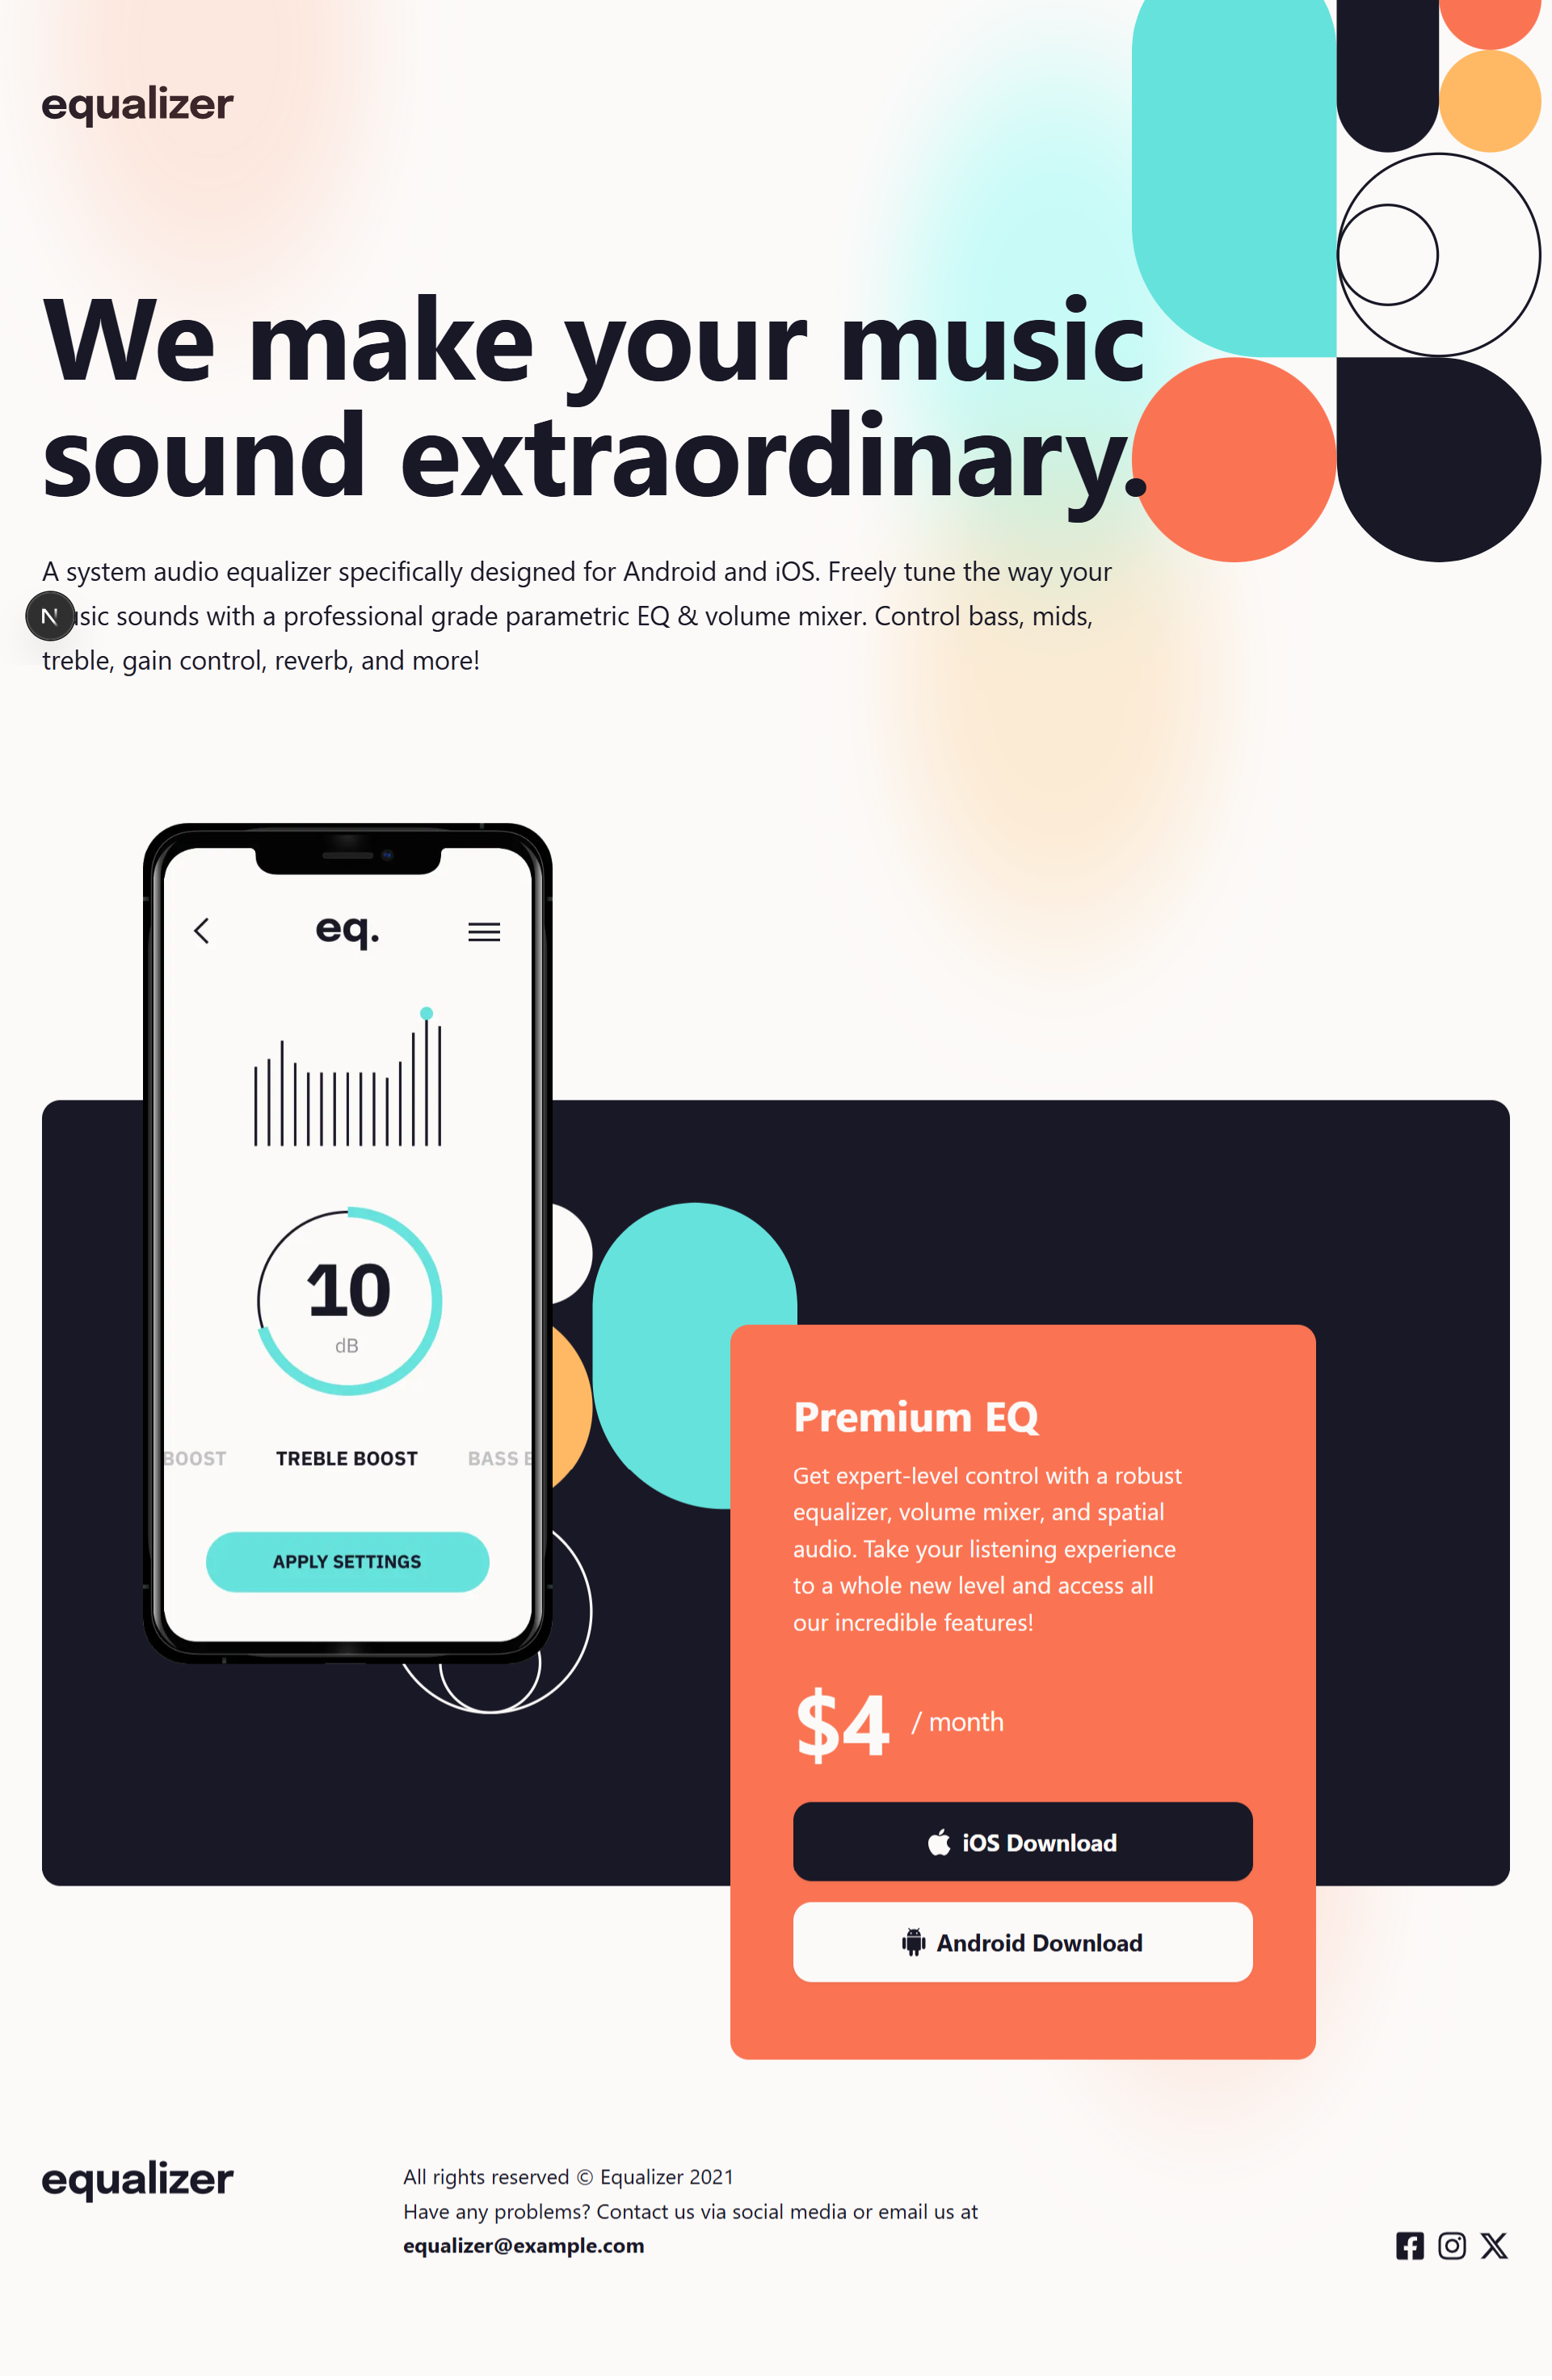 equalizer
We make your music
sound extraordinary.
A system audio equalizer specifically designed for Android and iOS. Freely tune the way your
sic sounds with a professional grade parametric EQ & volume mixer. Control bass, mids,
treble, gain control, reverb, and more!
eq.
10
dB
BOOST TREBLE BOOST BASS
APPLY SETTINGS
Premium EQ
Get expert-level control with a robust
equalizer, volume mixer, and spatial
audio. Take your listening experience
to a whole new level and access all
our incredible features!
$4 / month
iOS Download
Android Download
equalizer
All rights reserved © Equalizer 2021
Have any problems? Contact us via social media or email us at
equalizer@example.com